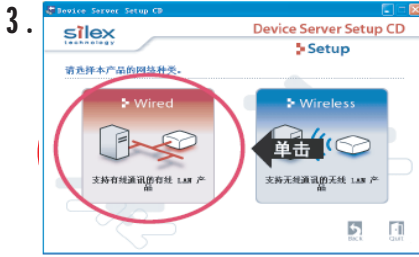 3.
Device Server Setup CD
silex
technology
Device Server Setup CD
Setup
请选择本产品的网络种类。
Wired
支持有线通讯的有线 LAN 产
品
Wireless
单击
支持无线通讯的无线 LAN 产
品
Back
Quit